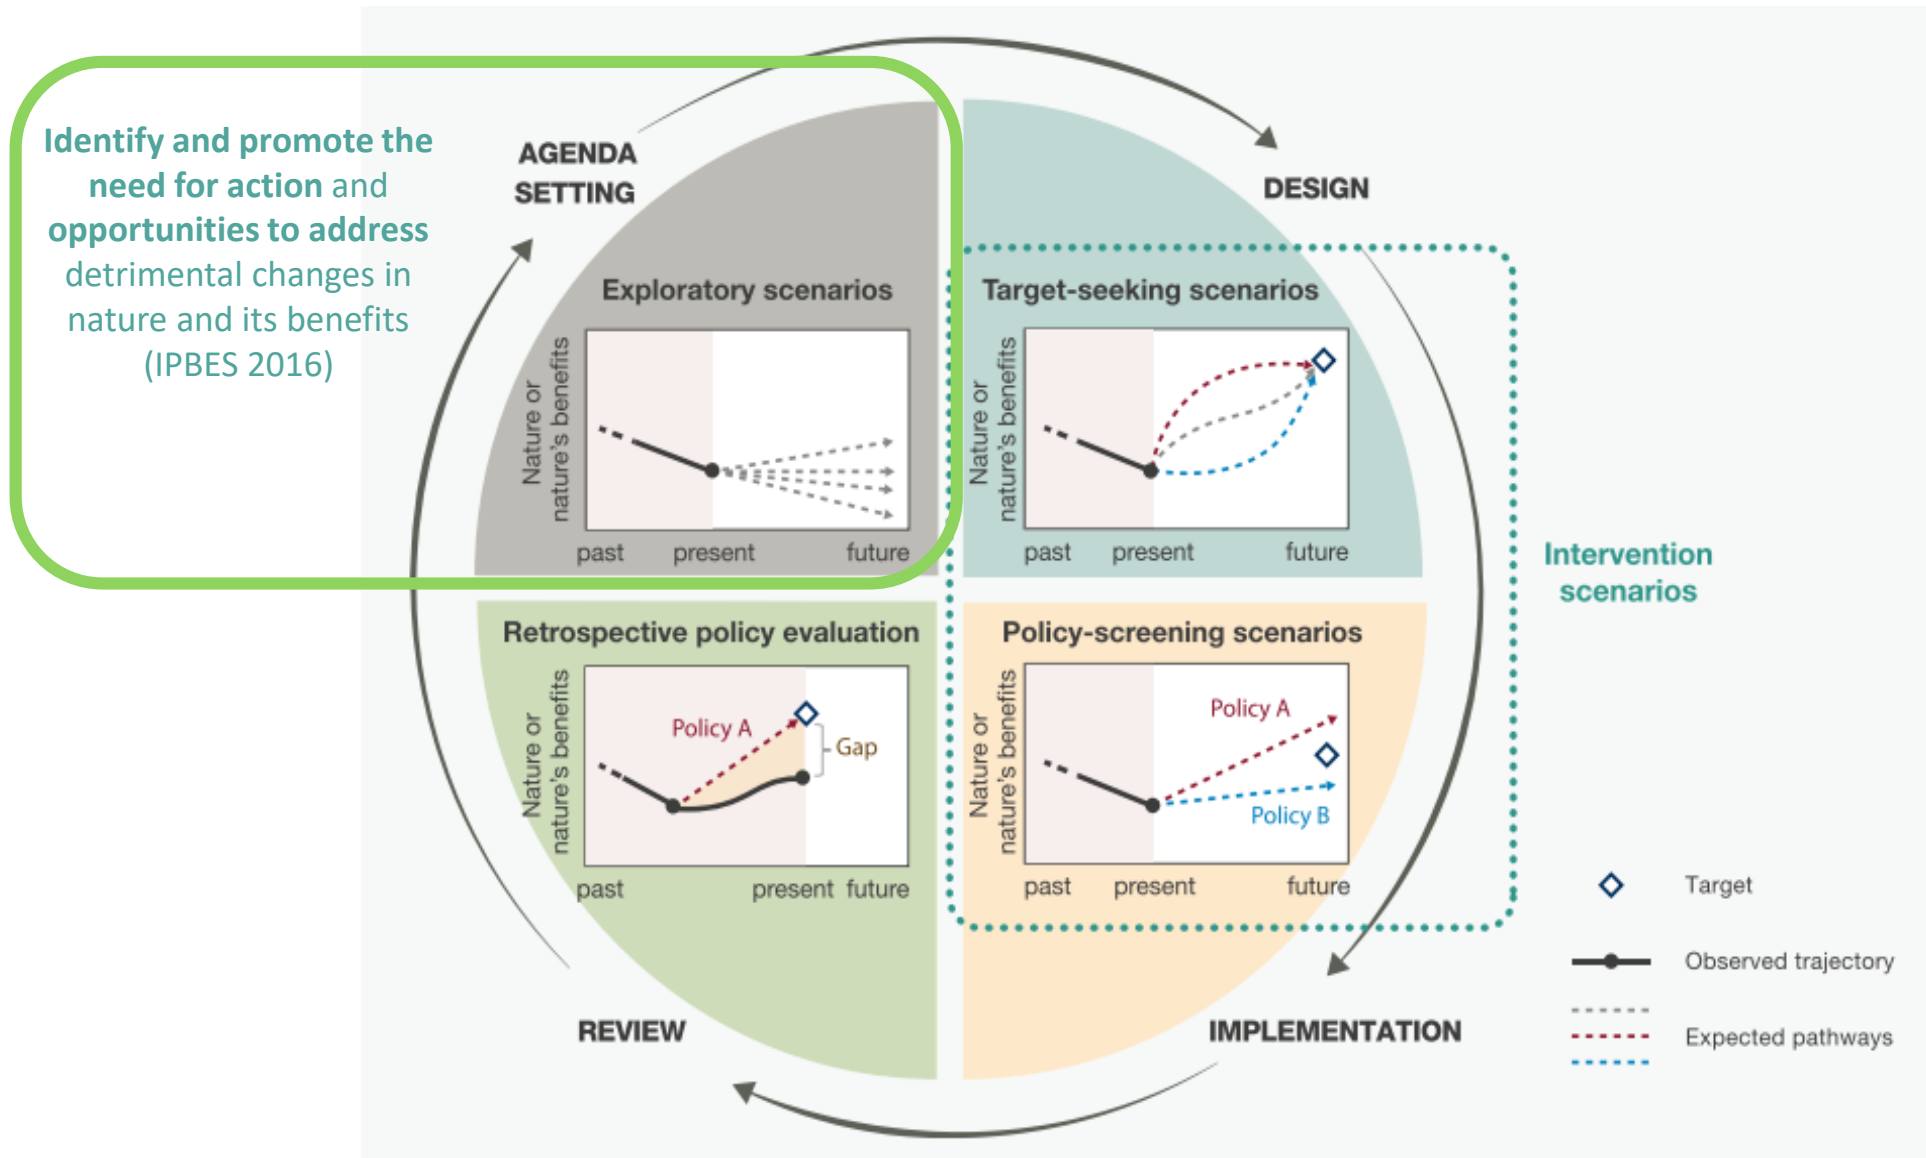 Identify and promote the
need for action and
opportunities to address
detrimental changes in
nature and its benefits
(IPBES 2016)
AGENDA
SETTING
DESIGN
Exploratory scenarios
Nature or
nature's benefits
past present future
Target-seeking scenarios
Nature or
nature's benefits
past present future
Intervention
scenarios
Retrospective policy evaluation
Nature or
nature's benefits
Policy A
Gap
past present future
Policy-screening scenarios
Nature or
nature's benefits
Policy A
Policy B
past present future
REVIEW
IMPLEMENTATION
Target
Observed trajectory
Expected pathways